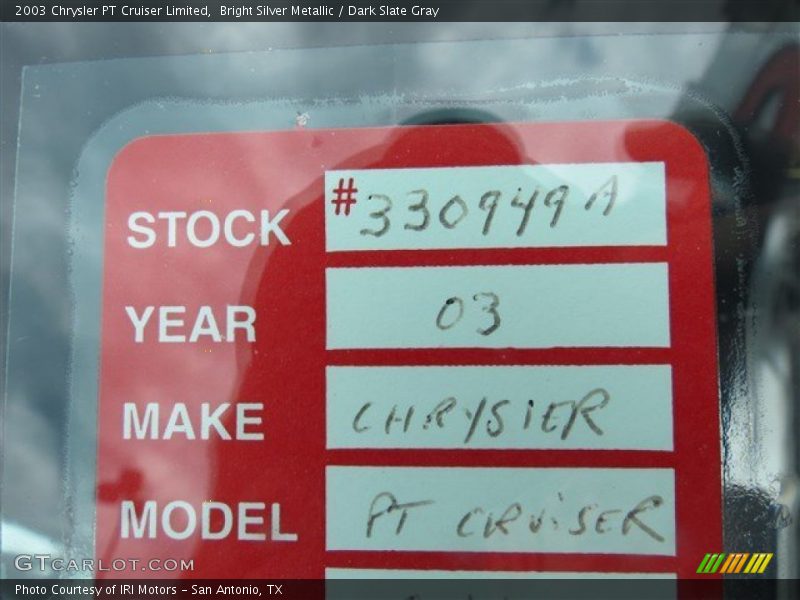 2003 Chrysler PT Cruiser Limited,  Bright Silver Metallic / Dark Slate Gray
STOCK #330949A
YEAR 03
MAKE CHRYSlER
MODEL PT CRUiSER
GTcarlot.com
Photo Courtesy of IRI Motors - San Antonio, TX